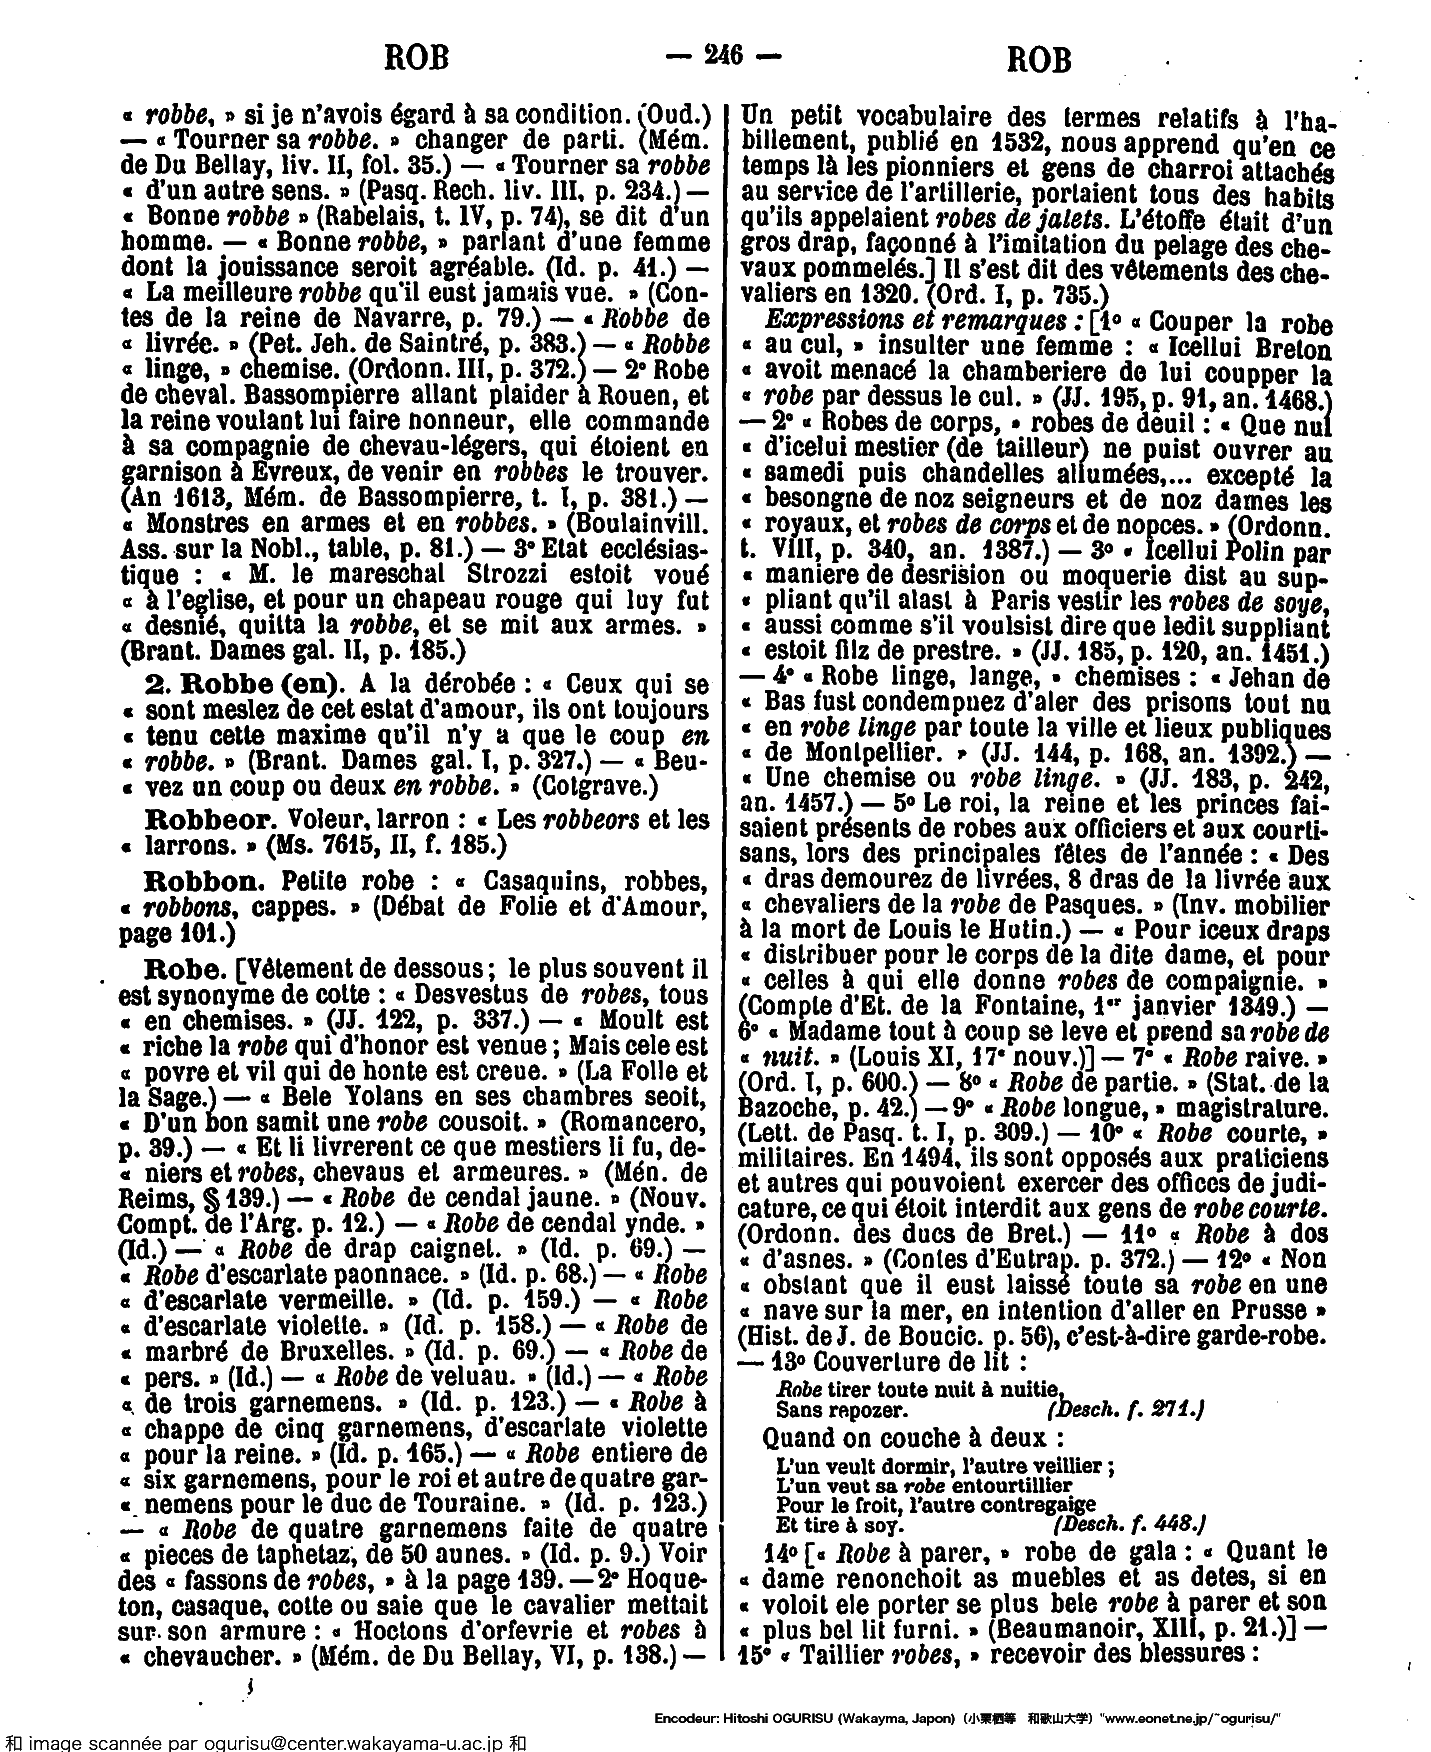 ROB — 246 — ROB
« robbe, » si je n'avois égard à sa condition. (Oud.)
— « Tourner sa robbe. » changer de parti. (Mém.
de Du Bellay, liv. II, fol. 35.) — « Tourner sa robbe
« d'un autre sens. » (Pasq. Rech. liv. III, p. 234.) —
« Bonne robbe » (Rabelais, t. IV, p. 74), se dit d'un
homme. — « Bonne robbe, » parlant d'une femme
dont la jouissance seroit agréable. (Id. p. 41.) —
« La meilleure robbe qu'il eust jamais vue. » (Con-
tes de la reine de Navarre, p. 79.) — « Robbe de
« livrée. » (Pet. Jeh. de Saintré, p. 383.) — « Robbe
« linge, » chemise. (Ordonn. III, p. 372.) — 2° Robe
de cheval. Bassompierre allant plaider à Rouen, et
la reine voulant lui faire honneur, elle commande
à sa compagnie de chevau-légers, qui étoient en
garnison à Evreux, de venir en robbes le trouver.
(An 1613, Mém. de Bassompierre, t. I, p. 381.) —
« Monstres en armes et en robbes. » (Boulainvill.
Ass. sur la Nobl., table, p. 81.) — 3° Etat ecclésias-
tique : « M. le mareschal Strozzi estoit voué
« à l'eglise, et pour un chapeau rouge qui luy fut
« desnié, quitta la robbe, et se mit aux armes. »
(Brant. Dames gal. II, p. 185.)
2. Robbe (en). A la dérobée : « Ceux qui se
« sont meslez de cet estat d'amour, ils ont toujours
« tenu cette maxime qu'il n'y a que le coup en
« robbe. » (Brant. Dames gal. I, p. 327.) — « Beu-
« vez un coup ou deux en robbe. » (Cotgrave.)
Robbeor. Voleur, larron : « Les robbeors et les
« larrons. » (Ms. 7615, II, f. 185.)
Robbon. Petite robe : « Casaquins, robbes,
« robbons, cappes. » (Débat de Folie et d'Amour,
page 101.)
Robe. [Vêtement de dessous ; le plus souvent il
est synonyme de cotte : « Desvestus de robes, tous
« en chemises. » (JJ. 122, p. 337.) — « Moult est
« riche la robe qui d'honor est venue ; Mais cele est
« povre et vil qui de honte est creue. » (La Folle et
la Sage.) — « Bele Yolans en ses chambres seoit,
« D'un bon samit une robe cousoit. » (Romancero,
p. 39.) — « Et li livrerent ce que mestiers li fu, de-
« niers et robes, chevaus et armeures. » (Mén. de
Reims, § 139.) — « Robe de cendal jaune. » (Nouv.
Compt. de l'Arg. p. 12.) — « Robe de cendal ynde. »
(Id.) — « Robe de drap caignet. » (Id. p. 69.) —
« Robe d'escarlate paonnace. » (Id. p. 68.) — « Robe
« d'escarlate vermeille. » (Id. p. 159.) — « Robe
« d'escarlate violette. » (Id. p. 158.) — « Robe de
« marbré de Bruxelles. » (Id. p. 69.) — « Robe de
« pers. » (Id.) — « Robe de veluau. » (Id.) — « Robe
« de trois garnemens. » (Id. p. 123.) — « Robe à
« chappe de cinq garnemens, d'escarlate violette
« pour la reine. » (Id. p. 165.) — « Robe entiere de
« six garnemens, pour le roi et autre de quatre gar-
« nemens pour le duc de Touraine. » (Id. p. 123.)
— « Robe de quatre garnemens faite de quatre
« pieces de taphetaz, de 50 aunes. » (Id. p. 9.) Voir
des « fassons de robes, » à la page 139. — 2° Hoque-
ton, casaque, cotte ou saie que le cavalier mettait
sur son armure : « Hoctons d'orfevrie et robes à
« chevaucher. » (Mém. de Du Bellay, VI, p. 138.) —
Un petit vocabulaire des termes relatifs à l'ha-
billement, publié en 1532, nous apprend qu'en ce
temps là les pionniers et gens de charroi attachés
au service de l'artillerie, portaient tous des habits
qu'ils appelaient robes de jalets. L'étoffe était d'un
gros drap, façonné à l'imitation du pelage des che-
vaux pommelés.] Il s'est dit des vêtements des che-
valiers en 1320. (Ord. I, p. 735.)
Expressions et remarques : [1° « Couper la robe
« au cul, » insulter une femme : « Icellui Breton
« avoit menacé la chamberiere de lui coupper la
« robe par dessus le cul. » (JJ. 195, p. 91, an. 1468.)
— 2° « Robes de corps, » robes de deuil : « Que nul
« d'icelui mestier (de tailleur) ne puist ouvrer au
« samedi puis chandelles allumées,... excepté la
« besongne de noz seigneurs et de noz dames les
« royaux, et robes de corps et de nopces. » (Ordonn.
t. VIII, p. 340, an. 1387.) — 3° « Icellui Polin par
« maniere de desrision ou moquerie dist au sup-
« pliant qu'il alast à Paris vestir les robes de soye,
« aussi comme s'il voulsist dire que ledit suppliant
« estoit filz de prestre. » (JJ. 185, p. 120, an. 1451.)
— 4° « Robe linge, lange, » chemises : « Jehan de
« Bas fust condempnez d'aler des prisons tout nu
« en robe linge par toute la ville et lieux publiques
« de Montpellier. » (JJ. 144, p. 168, an. 1392.) —
« Une chemise ou robe linge. » (JJ. 183, p. 242,
an. 1457.) — 5° Le roi, la reine et les princes fai-
saient présents de robes aux officiers et aux courti-
sans, lors des principales fêtes de l'année : « Des
« dras demourez de livrées, 8 dras de la livrée aux
« chevaliers de la robe de Pasques. » (Inv. mobilier
à la mort de Louis le Hutin.) — « Pour iceux draps
« distribuer pour le corps de la dite dame, et pour
« celles à qui elle donne robes de compaignie. »
(Compte d'Et. de la Fontaine, 1er janvier 1349.) —
6° « Madame tout à coup se leve et prend sa robe de
« nuit. » (Louis XI, 17e nouv.)] — 7° « Robe raive. »
(Ord. I, p. 600.) — 8° « Robe de partie. » (Stat. de la
Bazoche, p. 42.) — 9° « Robe longue, » magistrature.
(Lett. de Pasq. t. I, p. 309.) — 10° « Robe courte, »
militaires. En 1494, ils sont opposés aux praticiens
et autres qui pouvoient exercer des offices de judi-
cature, ce qui étoit interdit aux gens de robe courte.
(Ordonn. des ducs de Bret.) — 11° « Robe à dos
« d'asnes. » (Contes d'Eutrap. p. 372.) — 12° « Non
« obstant que il eust laissé toute sa robe en une
« nave sur la mer, en intention d'aller en Prusse »
(Hist. de J. de Boucic. p. 56), c'est-à-dire garde-robe.
— 13° Couverture de lit :
Robe tirer toute nuit à nuitie,
Sans repozer. (Desch. f. 271.)
Quand on couche à deux :
L'un veult dormir, l'autre veillier ;
L'un veut sa robe entourtillier
Pour le froit, l'autre contregaige
Et tire à soy. (Desch. f. 448.)
14° [« Robe à parer, » robe de gala : « Quant le
« dame renonchoit as muebles et as detes, si en
« voloit ele porter se plus bele robe à parer et son
« plus bel lit furni. » (Beaumanoir, XIII, p. 21.)] —
15° « Taillier robes, » recevoir des blessures :
Encodeur: Hitoshi OGURISU (Wakayma, Japon) (小栗栖等 和歌山大学) "www.eonet.ne.jp/~ogurisu/"
和 image scannée par ogurisu@center.wakayama-u.ac.jp 和